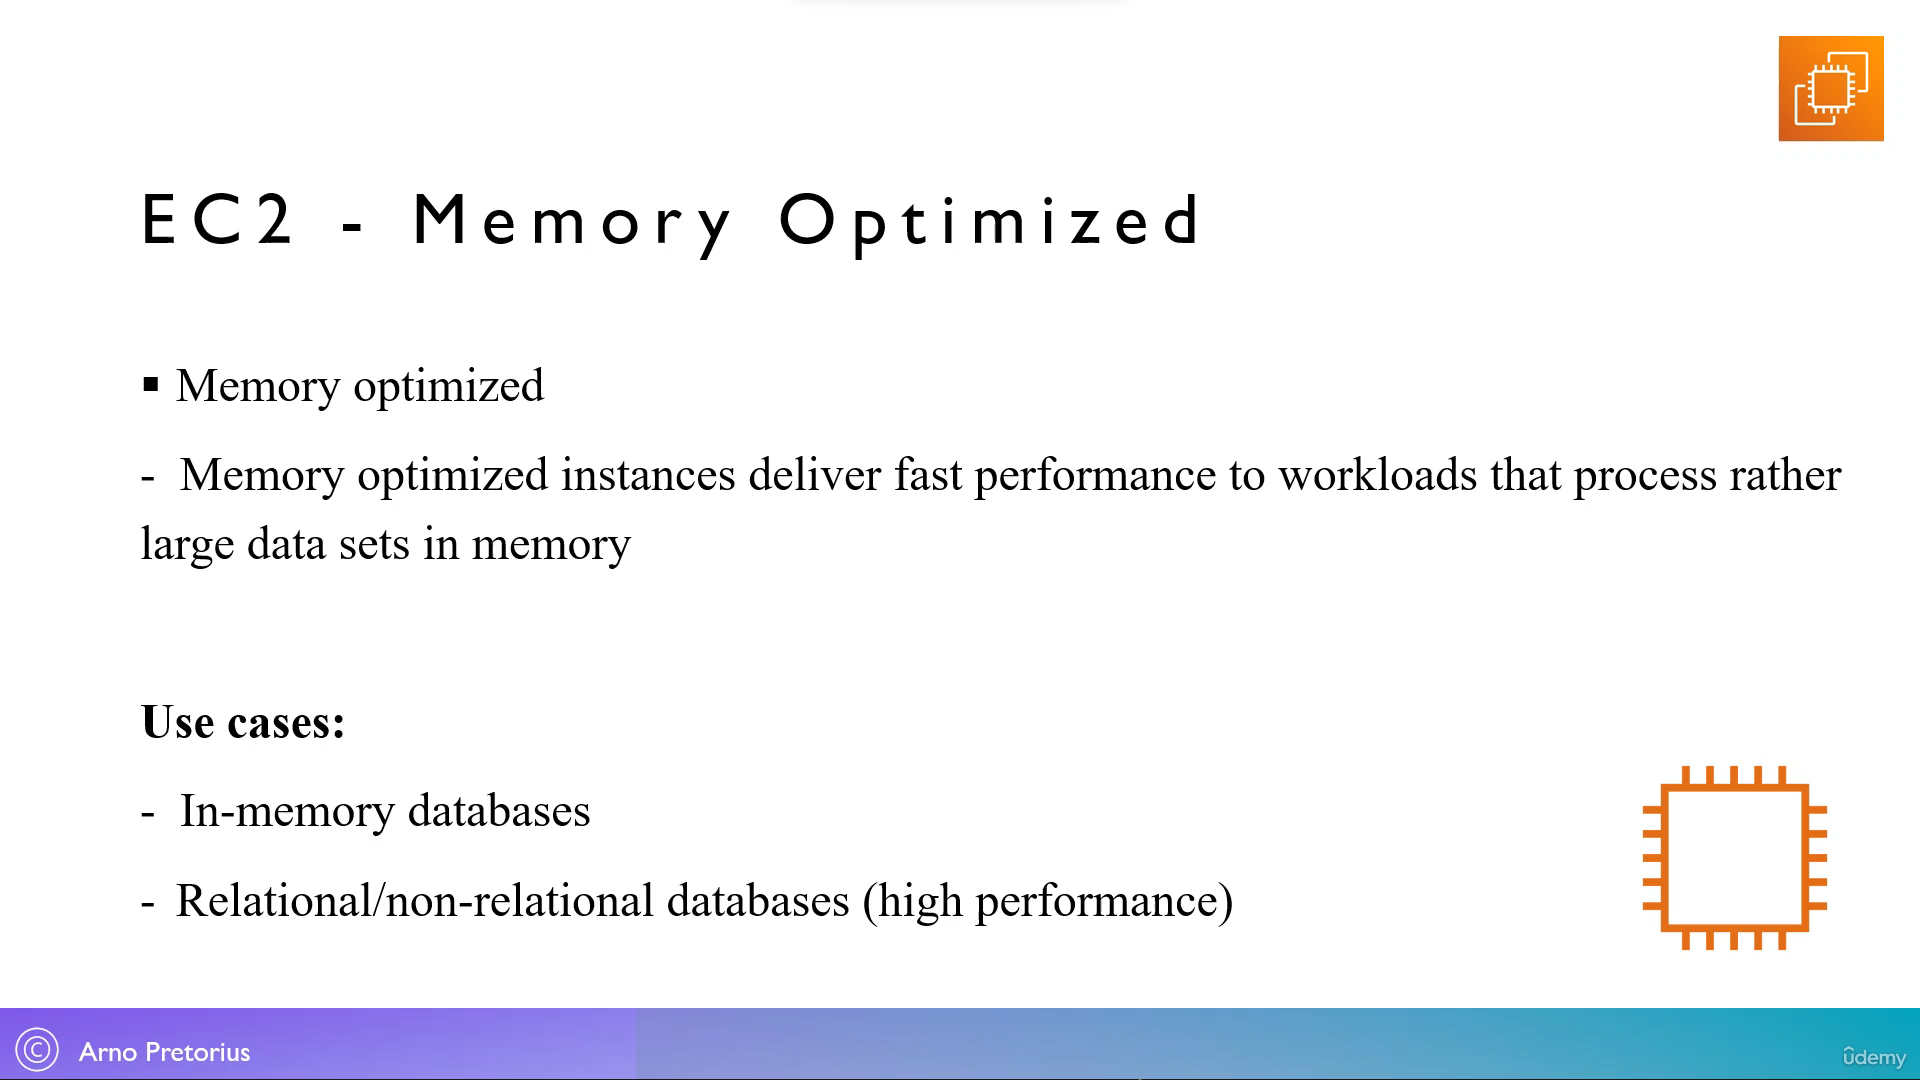 EC2 - Memory Optimized
▪ Memory optimized
- Memory optimized instances deliver fast performance to workloads that process rather
large data sets in memory
Use cases:
- In-memory databases
- Relational/non-relational databases (high performance)
© Arno Pretorius
ûdemy